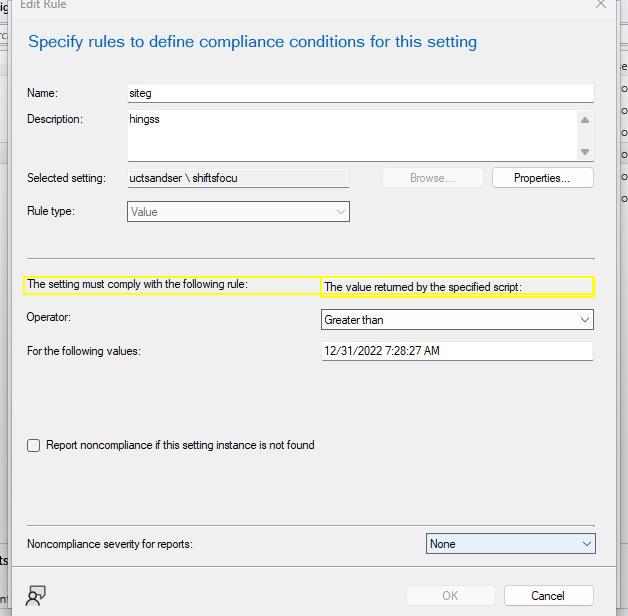 Edit Rule
Specify rules to define compliance conditions for this setting
Name: siteg
Description: hingss
Selected setting: uctsandser \ shiftsfocu Browse... Properties...
Rule type: Value
The setting must comply with the following rule: The value returned by the specified script:
Operator: Greater than
For the following values: 12/31/2022 7:28:27 AM
Report noncompliance if this setting instance is not found
Noncompliance severity for reports: None
OK Cancel